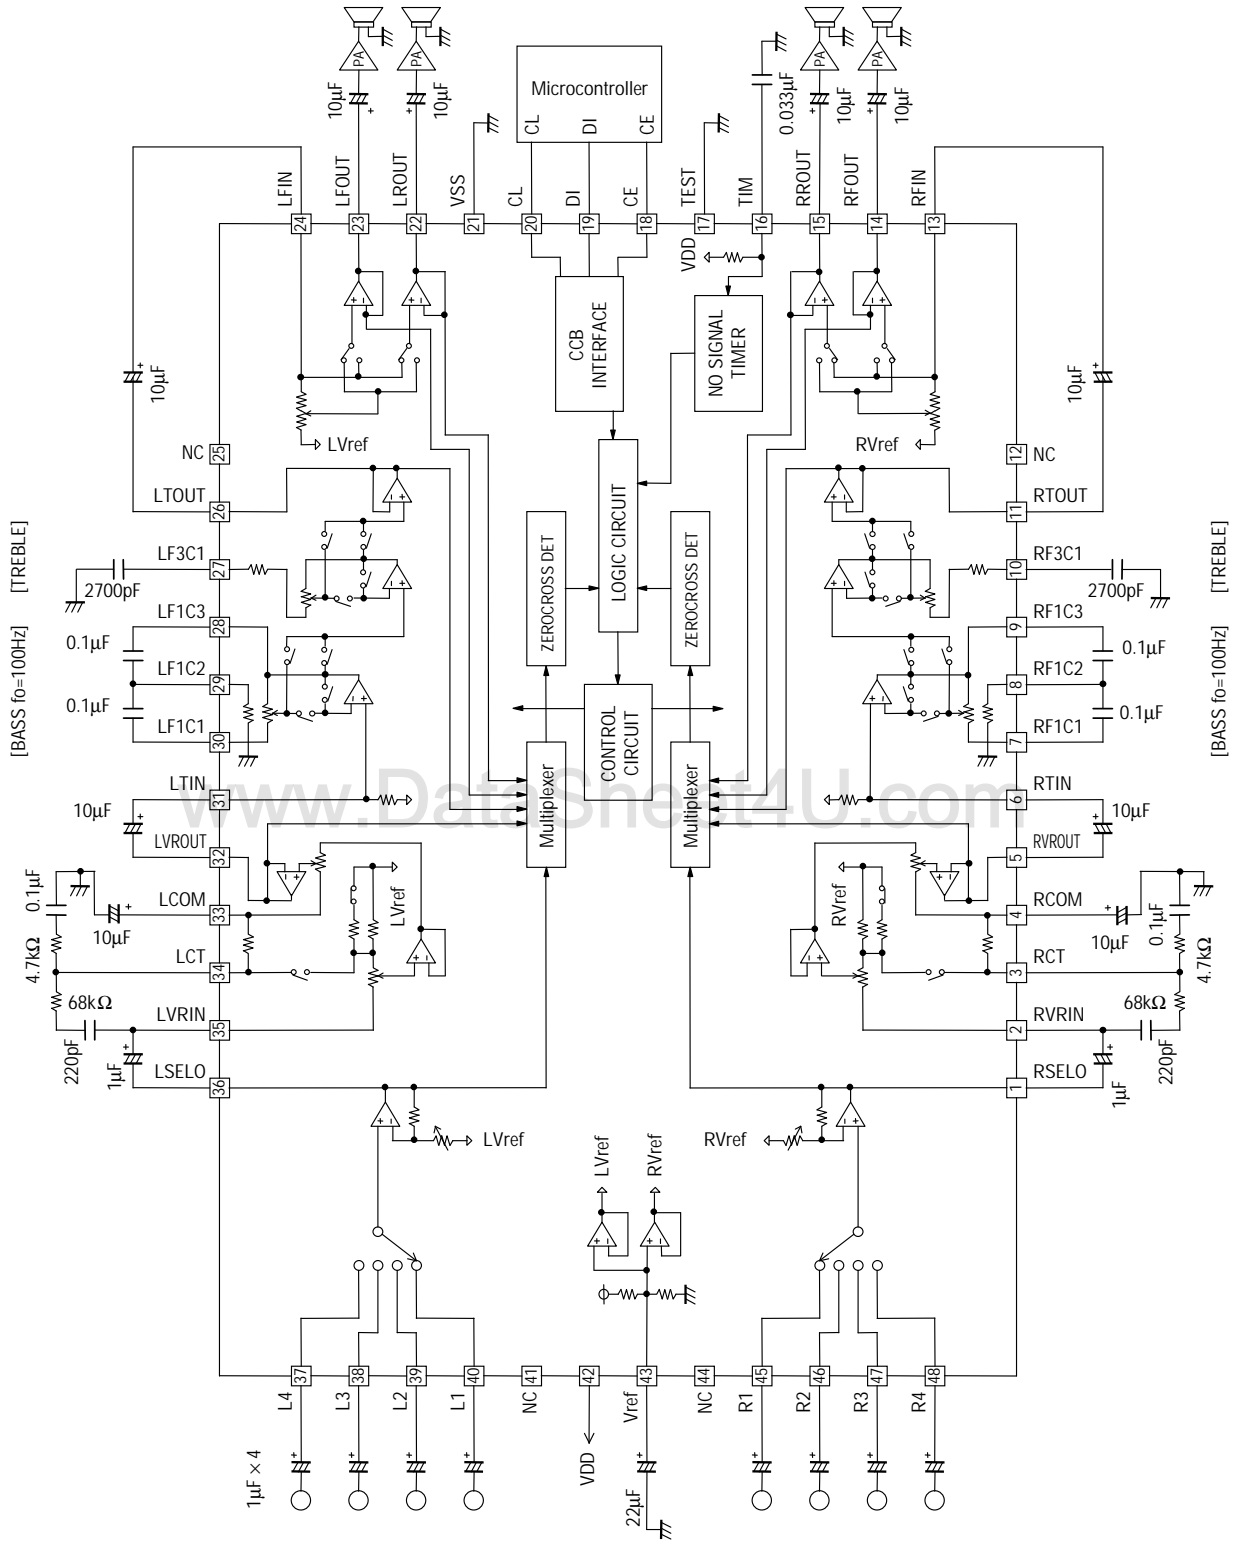 PA
PA
PA
PA
10µF
10µF
0.033µF
10µF
10µF
Microcontroller
CL
DI
CE
LFIN
LFOUT
LROUT
VSS
CL
DI
CE
TEST
TIM
RROUT
RFOUT
RFIN
24
23
22
21
20
19
18
17
16
15
14
13
VDD
CCB
INTERFACE
NO SIGNAL
TIMER
10µF
10µF
LVref
RVref
NC
25
12
NC
LTOUT
26
11
RTOUT
[TREBLE]
LF3C1
27
10
RF3C1
[TREBLE]
2700pF
2700pF
ZEROCROSS DET
LOGIC CIRCUIT
ZEROCROSS DET
[BASS fo=100Hz]
LF1C3
28
9
RF1C3
[BASS fo=100Hz]
0.1µF
0.1µF
LF1C2
29
8
RF1C2
0.1µF
0.1µF
LF1C1
30
7
RF1C1
CONTROL
CIRCUIT
Multiplexer
Multiplexer
www.DataSheet4U.com
LTIN
31
6
RTIN
10µF
10µF
LVROUT
32
5
RVROUT
0.1µF
LCOM
33
LVref
RVref
4
RCOM
0.1µF
10µF
10µF
4.7kΩ
LCT
34
3
RCT
4.7kΩ
68kΩ
LVRIN
35
2
RVRIN
68kΩ
220pF
1µF
LSELO
36
1
RSELO
1µF
220pF
LVref
RVref
LVref
RVref
37
38
39
40
41
42
43
44
45
46
47
48
L4
L3
L2
L1
NC
VDD
Vref
NC
R1
R2
R3
R4
1µF × 4
22µF